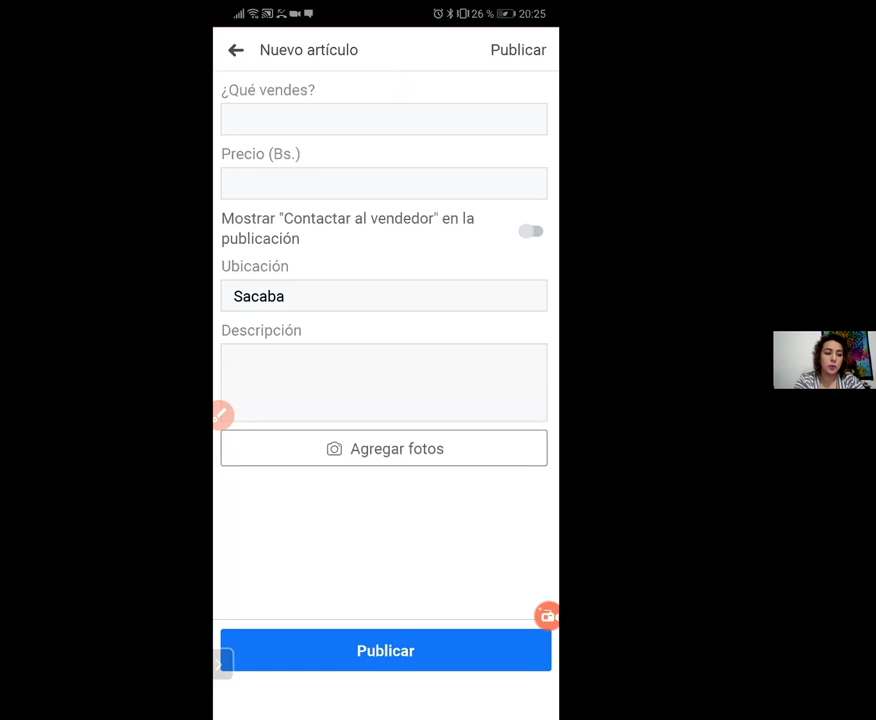 26 % 20:25
Nuevo artículo Publicar
¿Qué vendes?
Precio (Bs.)
Mostrar "Contactar al vendedor" en la
publicación
Ubicación
Sacaba
Descripción
Agregar fotos
Publicar